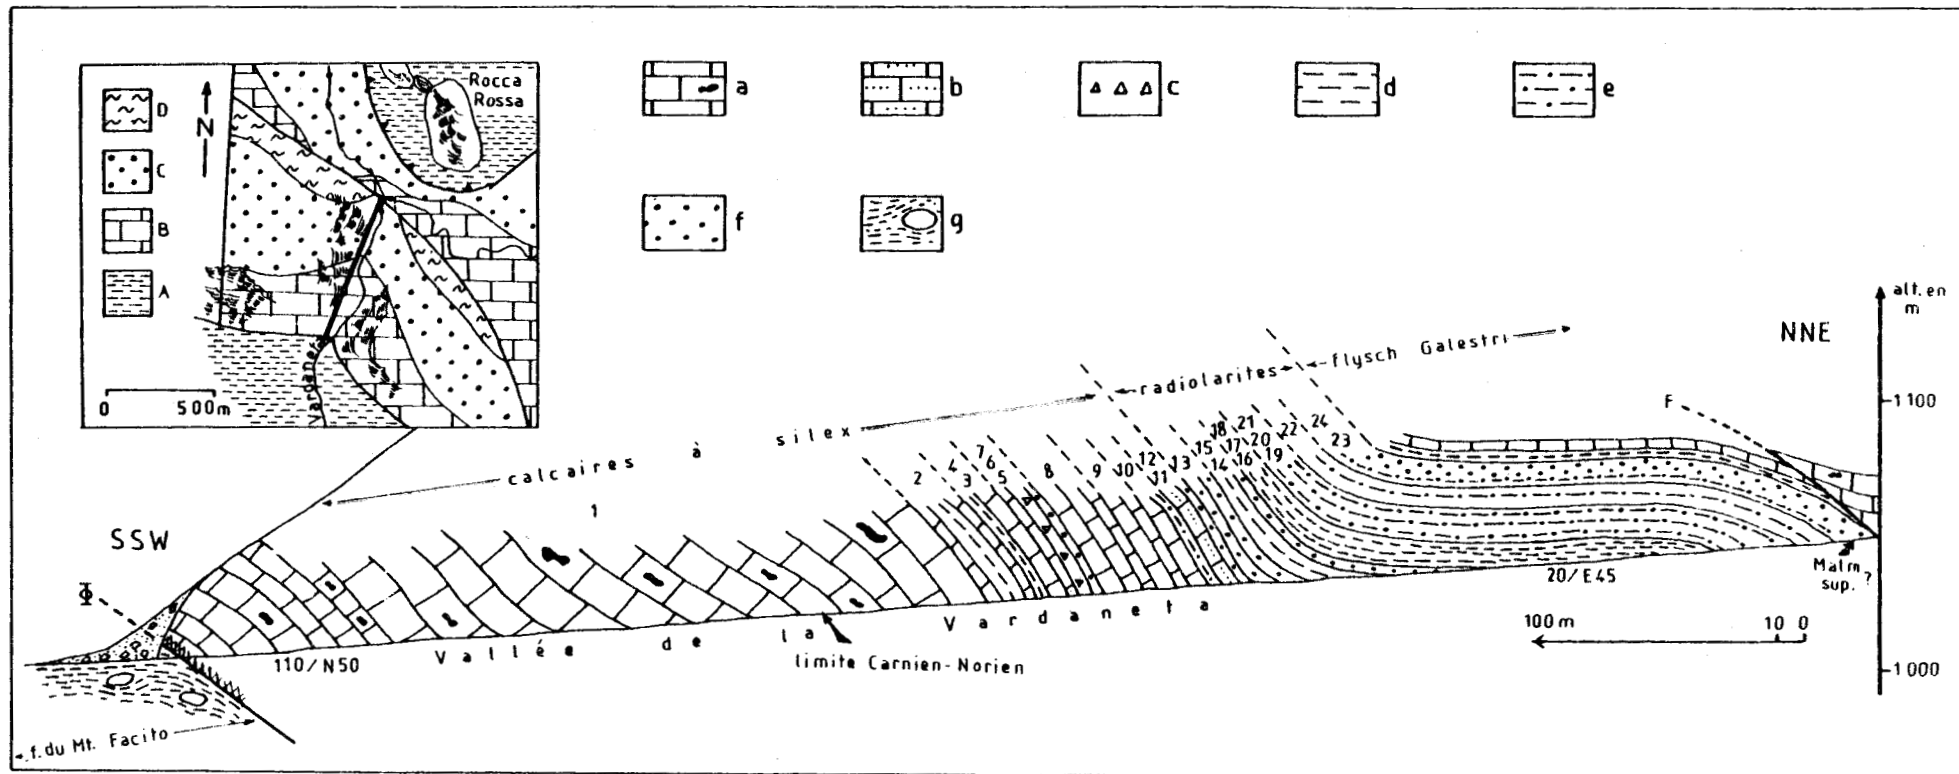 Rocca
Rossa
N
D
C
B
A
Vardaneta
0 500m
a
b
c
d
e
f
g
alt. en
m
NNE
1100
1000
SSW
calcaires à silex
radiolarites
flysch Galestri
F
1
2
3
4
5
6
7
8
9
10
11
12
13
14
15
16
17
18
19
20
21
22
24
23
Φ
110/N50
Vallée de la Vardaneta
limite Carnien-Norien
20/E45
Malm ?
sup.
100m 10 0
f. du Mt. Facito